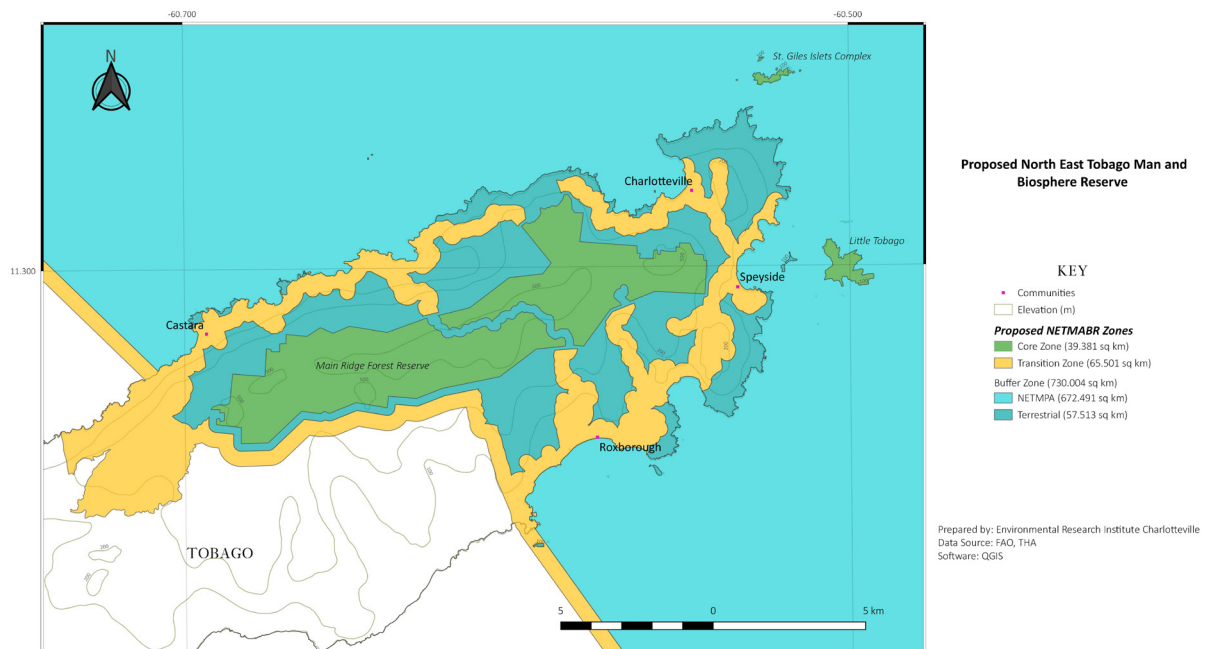 -60.700
-60.500
N
St. Giles Islets Complex
Charlotteville
Proposed North East Tobago Man and
Biosphere Reserve
Little Tobago
11.300
Speyside
KEY
Communities
Elevation (m)
Castara
Proposed NETMABR Zones
Core Zone (39.381 sq km)
Main Ridge Forest Reserve
Transition Zone (65.501 sq km)
Buffer Zone (730.004 sq km)
NETMPA (672.491 sq km)
Terrestrial (57.513 sq km)
Roxborough
TOBAGO
Prepared by: Environmental Research Institute Charlotteville
Data Source: FAO, THA
Software: QGIS
5
0
5 km